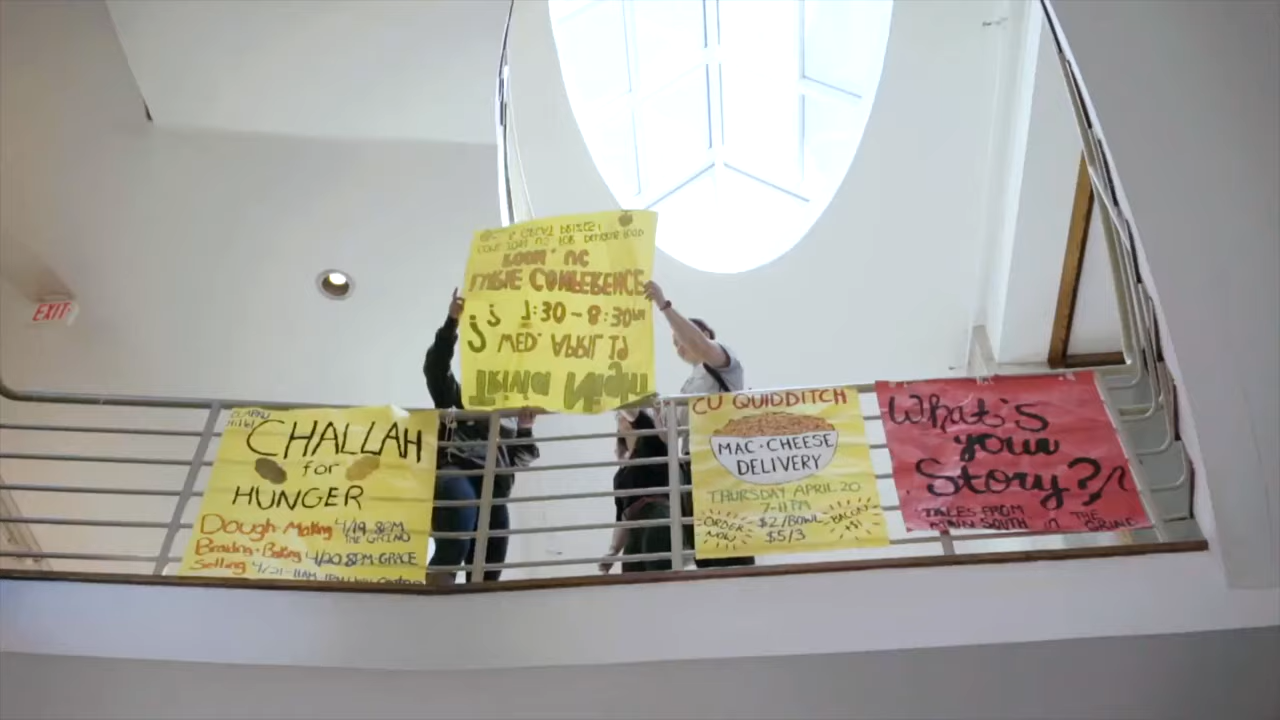 EXIT
Trivia Night
WED. APRIL 19
7:30 - 8:30PM
CONFERENCE
ROOM
CHALLAH
for
HUNGER
Dough Making 4/19 8PM
THE GRIND
Braiding + Baking 4/20 8PM - GRACE
Selling 4/21 - 11AM
CU QUIDDITCH
MAC + CHEESE
DELIVERY
THURSDAY APRIL 20
7-11PM
ORDER
NOW
$2/BOWL
$5/3
BACON
+$1
What's
your
Story?
TALES FROM
MAIN SOUTH in THE
GRIND